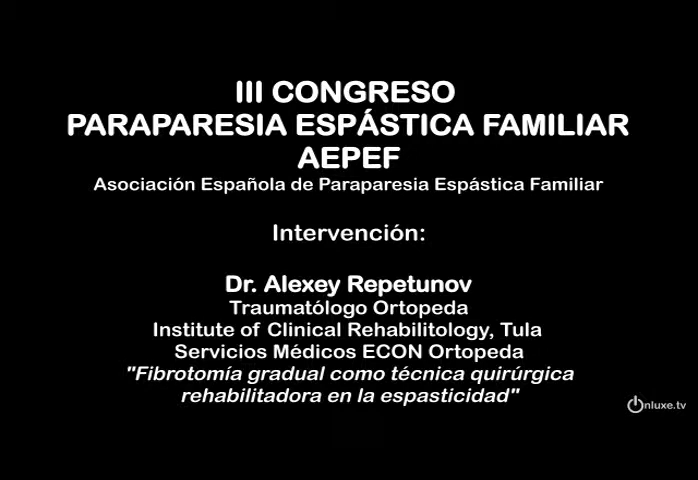 III CONGRESO
PARAPARESIA ESPÁSTICA FAMILIAR
AEPEF
Asociación Española de Paraparesia Espástica Familiar
Intervención:
Dr. Alexey Repetunov
Traumatólogo Ortopeda
Institute of Clinical Rehabilitology, Tula
Servicios Médicos ECON Ortopeda
"Fibrotomía gradual como técnica quirúrgica
rehabilitadora en la espasticidad"
Onluxe.tv